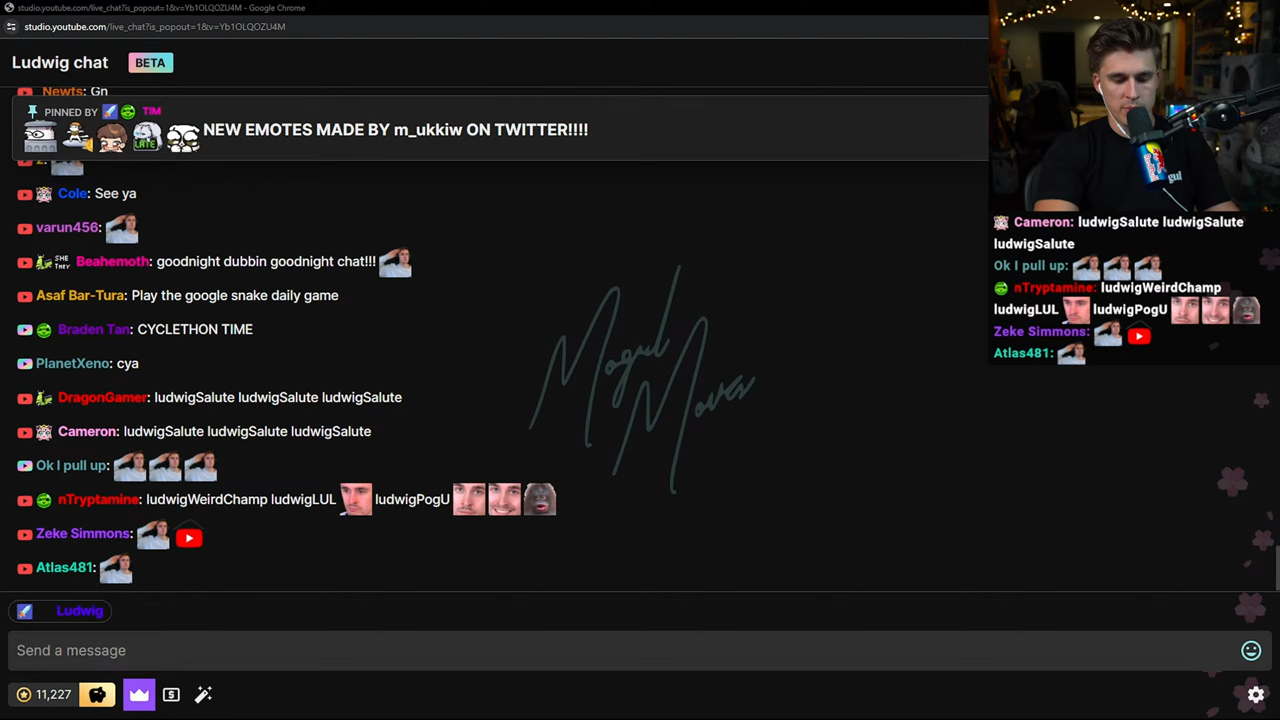 studio.youtube.com/live_chat?is_popout=1&v=Yb1OLQOZU4M - Google Chrome
studio.youtube.com/live_chat?is_popout=1&v=Yb1OLQOZU4M
Ludwig chat BETA
Newts: Gn
PINNED BY TIM
LATE NEW EMOTES MADE BY m_ukkiw ON TWITTER!!!!
Cole: See ya
varun456:
SHE THEY Beahemoth: goodnight dubbin goodnight chat!!!
Asaf Bar-Tura: Play the google snake daily game
Braden Tan: CYCLETHON TIME
PlanetXeno: cya
DragonGamer: ludwigSalute ludwigSalute ludwigSalute
Cameron: ludwigSalute ludwigSalute ludwigSalute
Ok I pull up:
nTryptamine: ludwigWeirdChamp ludwigLUL ludwigPogU
Zeke Simmons:
Atlas481:
Ludwig
Send a message
11,227
Mogul
Moves
Cameron: ludwigSalute ludwigSalute
ludwigSalute
Ok I pull up:
nTryptamine: ludwigWeirdChamp
ludwigLUL ludwigPogU
Zeke Simmons:
Atlas481: